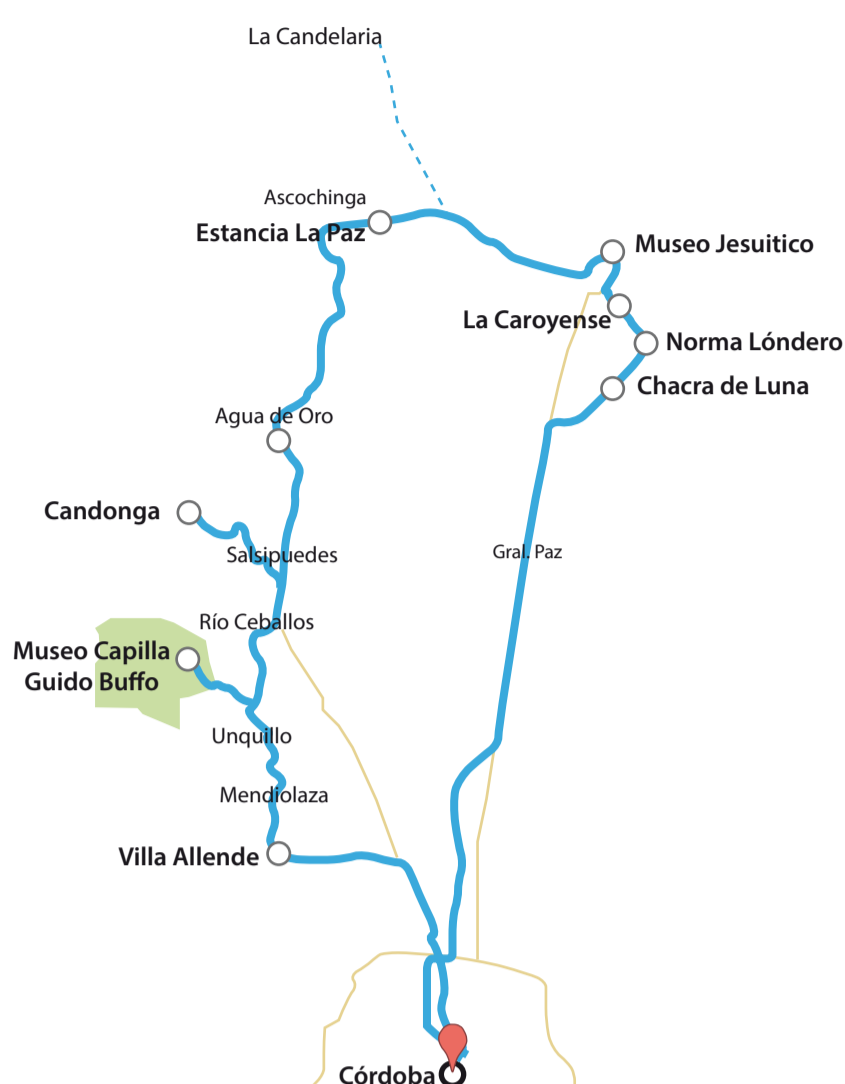 La Candelaria
Ascochinga
Estancia La Paz
Museo Jesuitico
La Caroyense
Norma Lóndero
Chacra de Luna
Agua de Oro
Candonga
Salsipuedes
Gral. Paz
Río Ceballos
Museo Capilla
Guido Buffo
Unquillo
Mendiolaza
Villa Allende
Córdoba